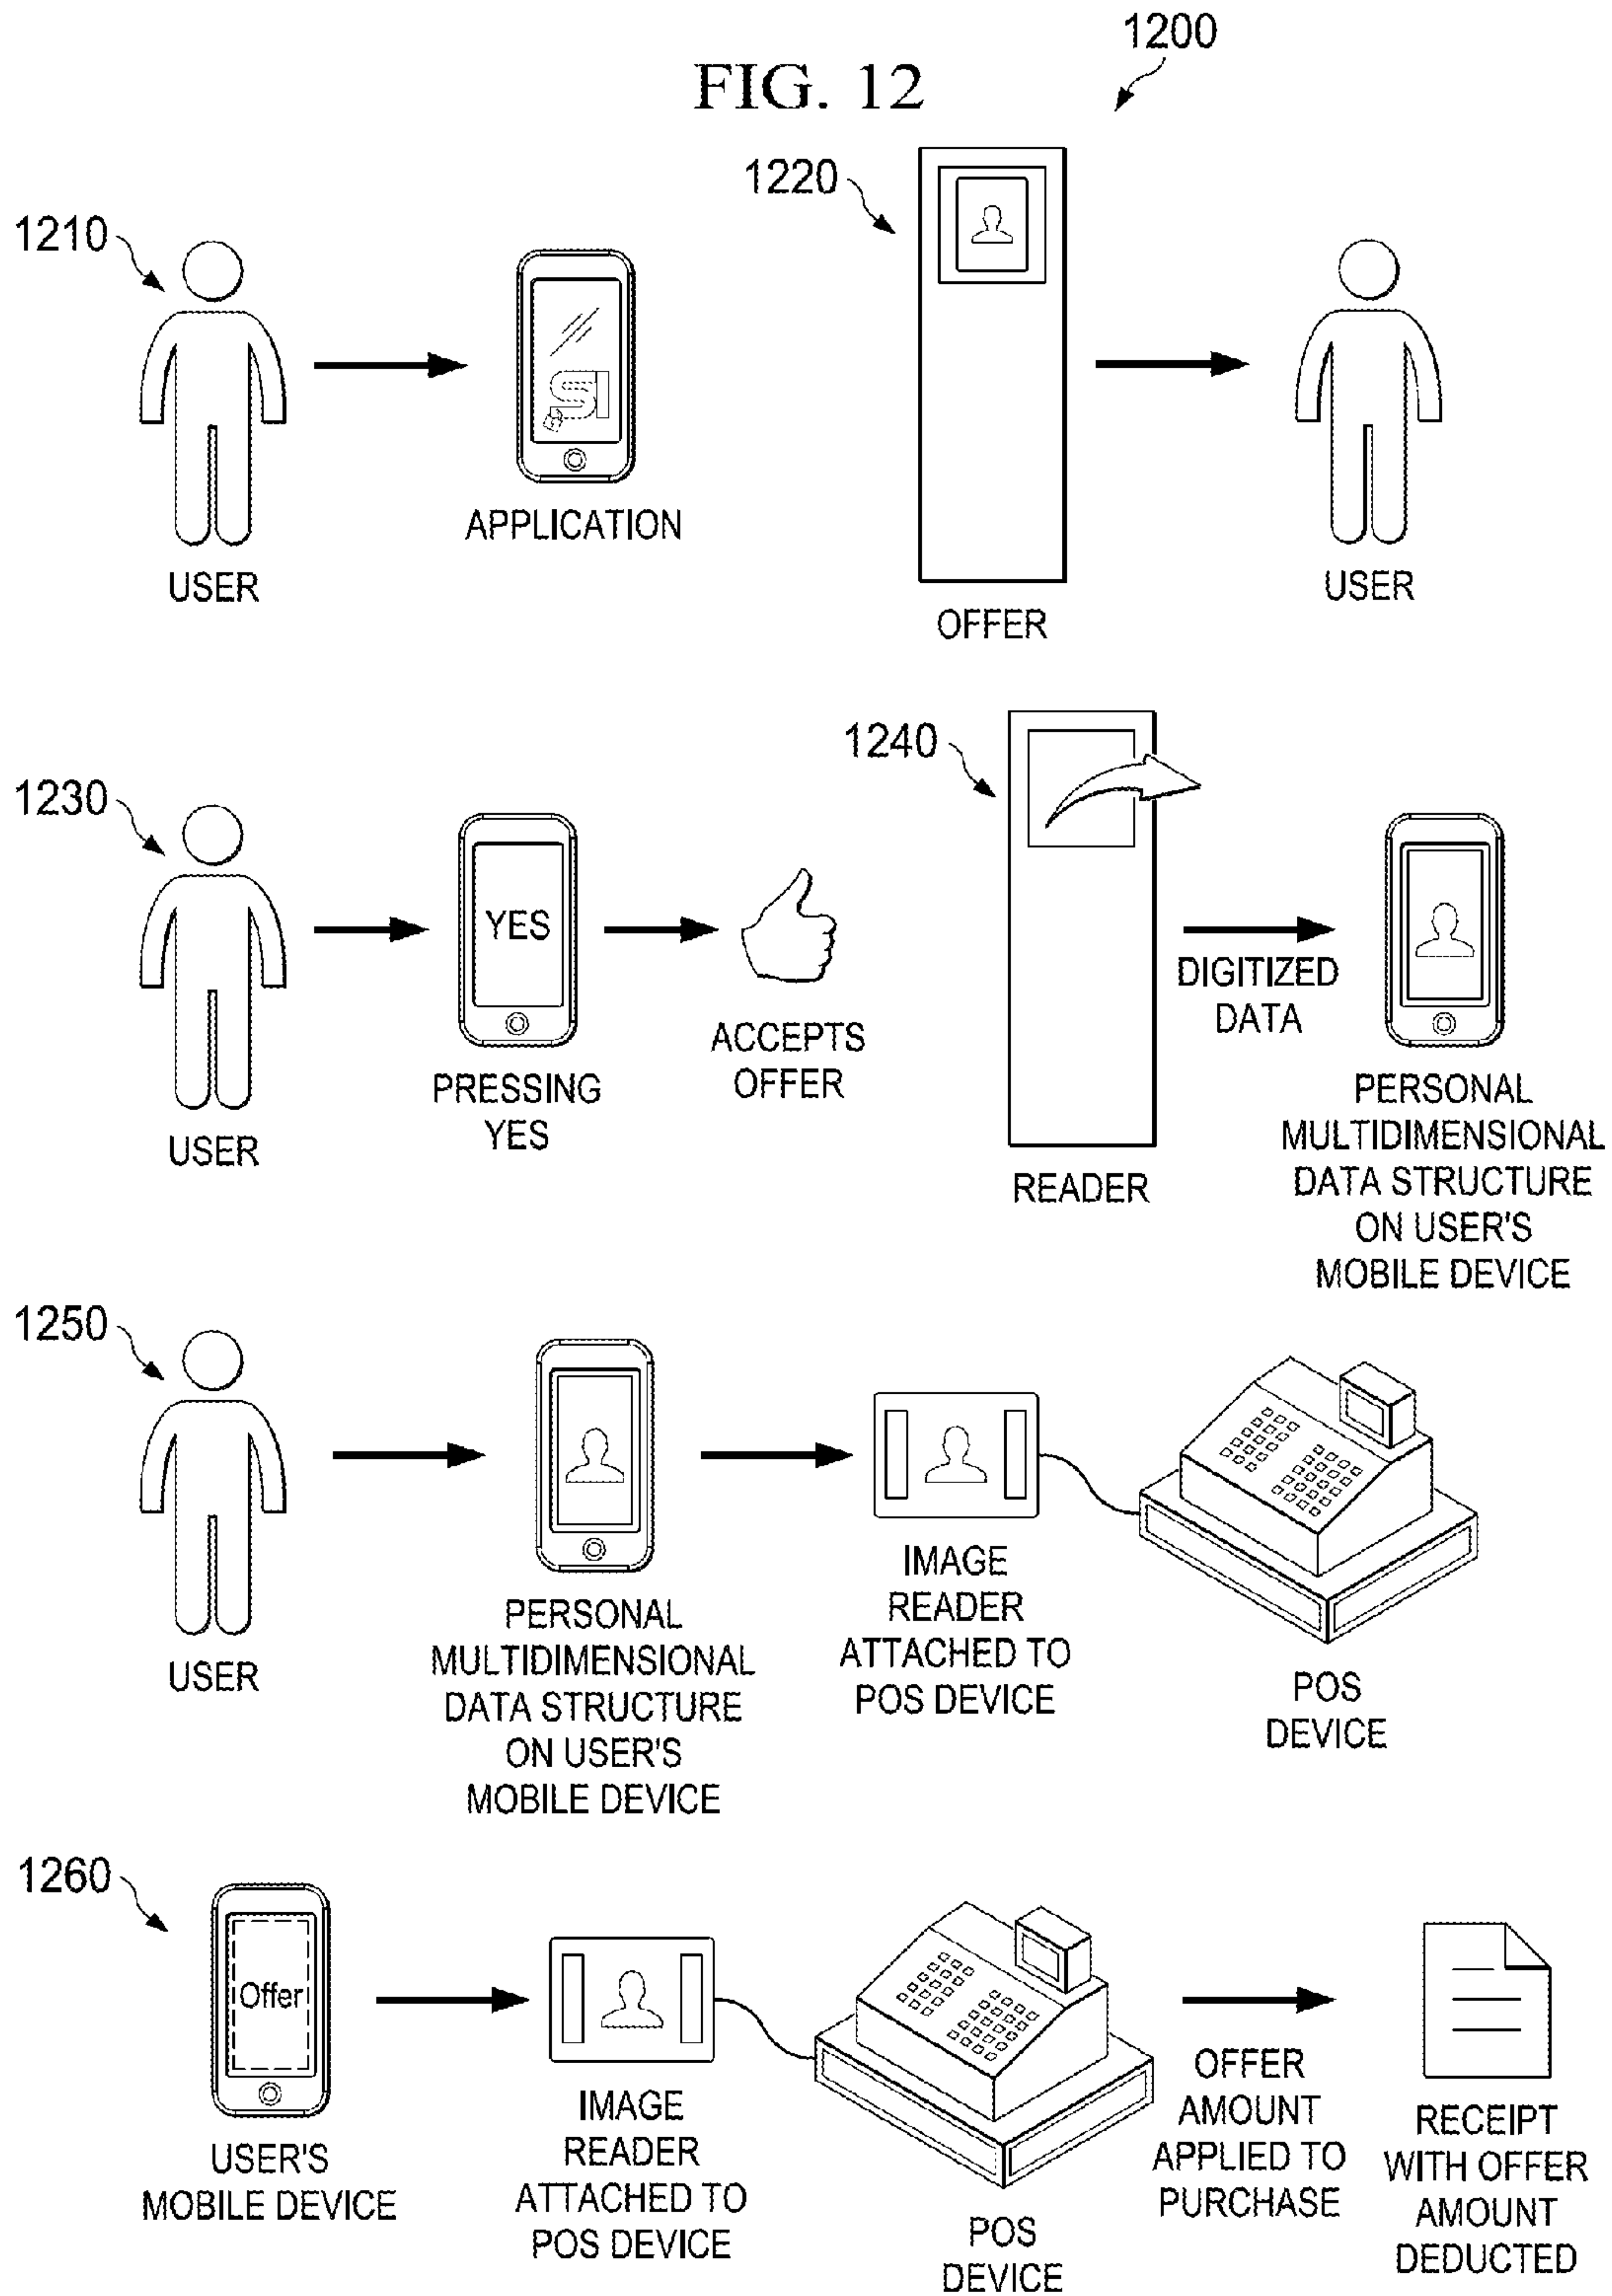 FIG. 12
1200
1210
USER
APPLICATION
1220
OFFER
USER
1230
USER
YES
PRESSING
YES
ACCEPTS
OFFER
1240
READER
DIGITIZED
DATA
PERSONAL
MULTIDIMENSIONAL
DATA STRUCTURE
ON USER'S
MOBILE DEVICE
1250
USER
PERSONAL
MULTIDIMENSIONAL
DATA STRUCTURE
ON USER'S
MOBILE DEVICE
IMAGE
READER
ATTACHED TO
POS DEVICE
POS
DEVICE
1260
Offer
USER'S
MOBILE DEVICE
IMAGE
READER
ATTACHED TO
POS DEVICE
POS
DEVICE
OFFER
AMOUNT
APPLIED TO
PURCHASE
RECEIPT
WITH OFFER
AMOUNT
DEDUCTED